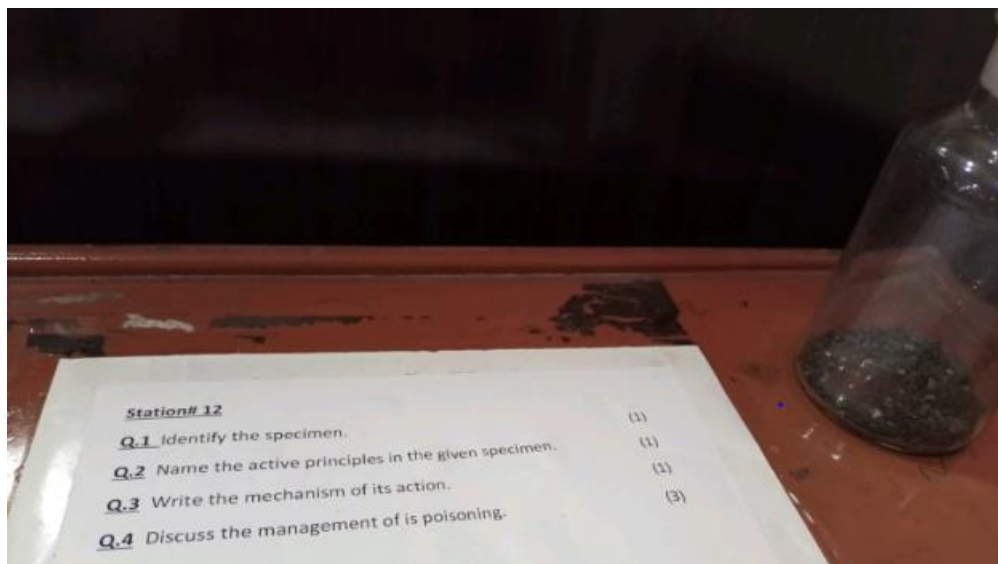 Station# 12
Q.1 Identify the specimen. (1)
Q.2 Name the active principles in the given specimen. (1)
Q.3 Write the mechanism of its action. (1)
Q.4 Discuss the management of is poisoning. (3)